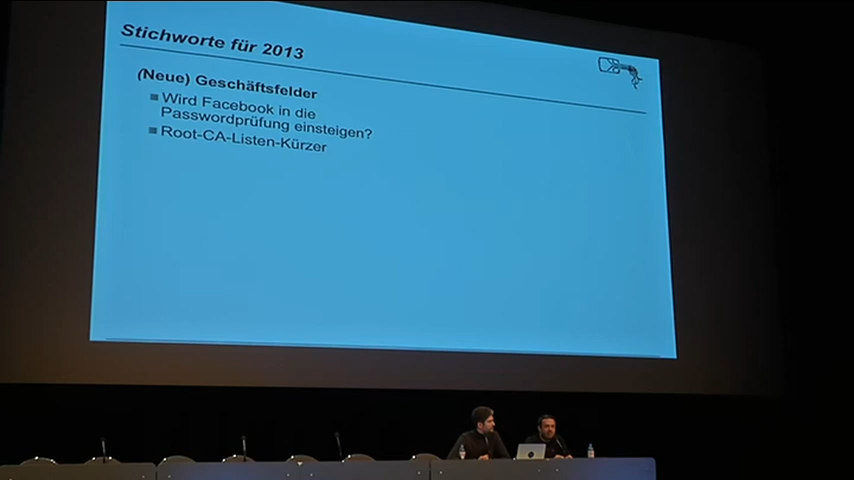 Stichworte für 2013
(Neue) Geschäftsfelder
Wird Facebook in die
Passwordprüfung einsteigen?
Root-CA-Listen-Kürzer